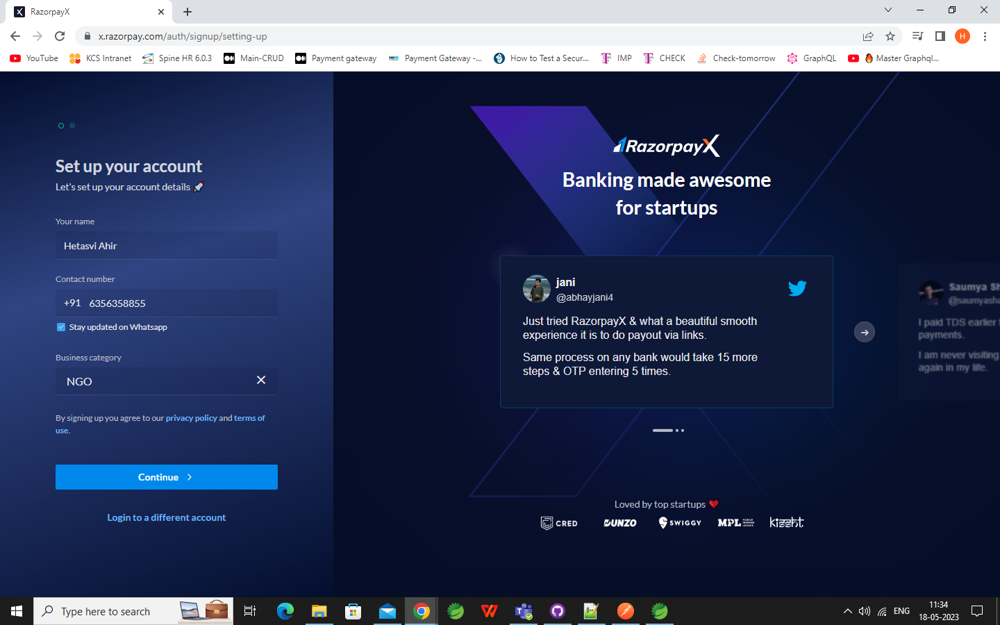 RazorpayX
x.razorpay.com/auth/signup/setting-up
H
YouTube
KCS Intranet
Spine HR 6.0.3
Main-CRUD
Payment gateway
Payment Gateway -...
How to Test a Secur...
IMP
CHECK
Check-tomorrow
GraphQL
Master Graphql...
Set up your account
Let's set up your account details
Your name
Hetasvi Ahir
Contact number
+91 6356358855
Stay updated on Whatsapp
Business category
NGO
By signing up you agree to our privacy policy and terms of
use.
Continue
Login to a different account
RazorpayX
Banking made awesome
for startups
jani
@abhayjani4
Just tried RazorpayX & what a beautiful smooth
experience it is to do payout via links.
Same process on any bank would take 15 more
steps & OTP entering 5 times.
Saumya Sh
@saumyasha
I paid TDS earlier
payments.
I am never visiting
again in my life.
Loved by top startups
CRED
DUNZO
SWIGGY
MPL MOBILE
PREMIER
LEAGUE
kissht
Type here to search
ENG
11:34
18-05-2023